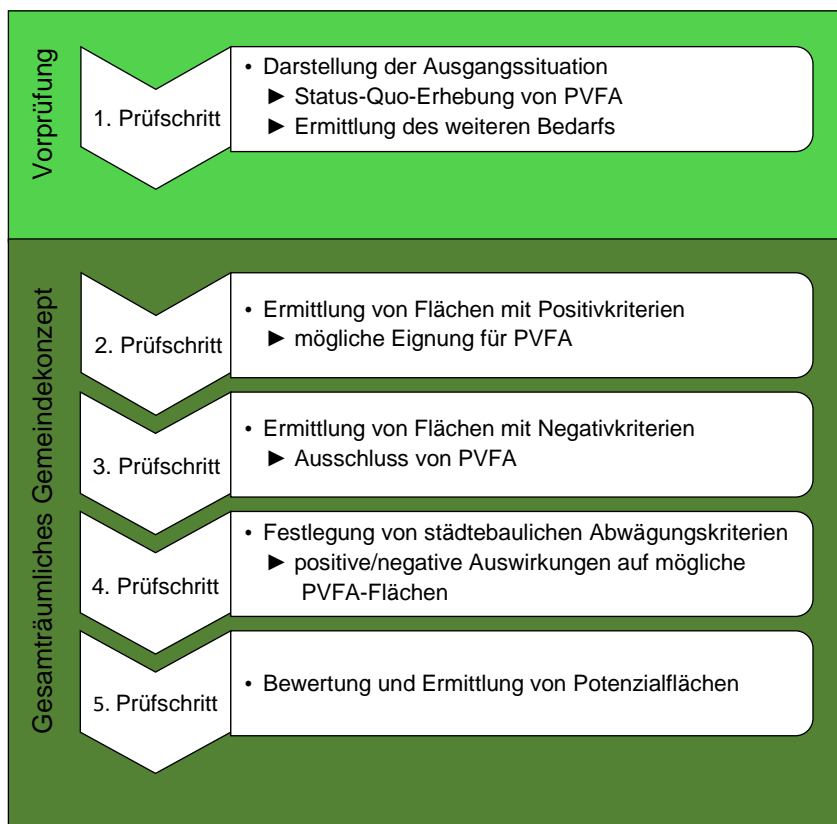 Vorprüfung
1. Prüfschritt
• Darstellung der Ausgangssituation
► Status-Quo-Erhebung von PVFA
► Ermittlung des weiteren Bedarfs
Gesamträumliches Gemeindekonzept
2. Prüfschritt
• Ermittlung von Flächen mit Positivkriterien
► mögliche Eignung für PVFA
3. Prüfschritt
• Ermittlung von Flächen mit Negativkriterien
► Ausschluss von PVFA
4. Prüfschritt
• Festlegung von städtebaulichen Abwägungskriterien
► positive/negative Auswirkungen auf mögliche
PVFA-Flächen
5. Prüfschritt
• Bewertung und Ermittlung von Potenzialflächen